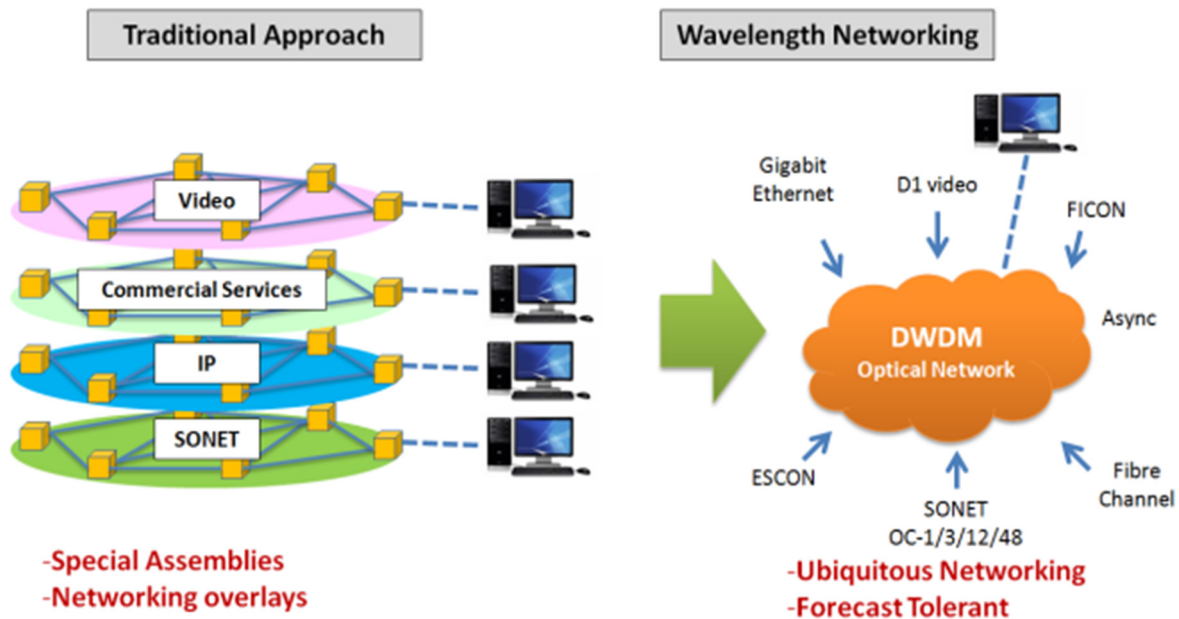 Traditional Approach
Wavelength Networking
Video
Commercial Services
IP
SONET
-Special Assemblies
-Networking overlays
Gigabit
Ethernet
D1 video
FICON
Async
DWDM
Optical Network
ESCON
SONET
OC-1/3/12/48
Fibre
Channel
-Ubiquitous Networking
-Forecast Tolerant